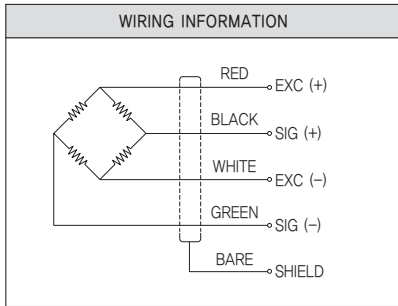 WIRING INFORMATION
RED
EXC (+)
BLACK
SIG (+)
WHITE
EXC (−)
GREEN
SIG (−)
BARE
SHIELD